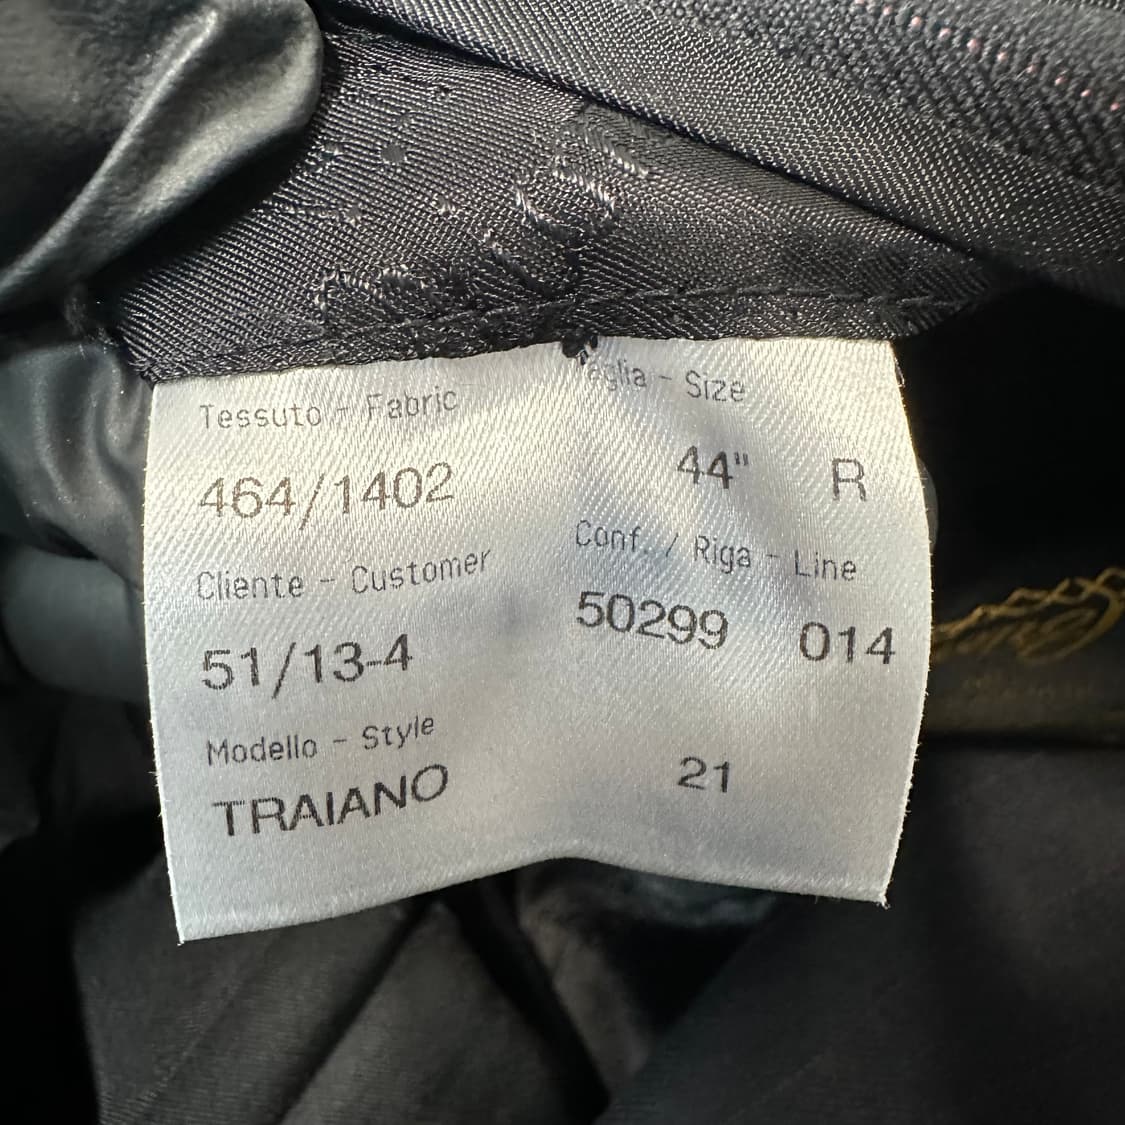 Tessuto - Fabric
464/1402
Cliente - Customer
51/13-4
Modello - Style
TRAIANO
- Size
44" R
Conf. / Riga - Line
50299 014
21